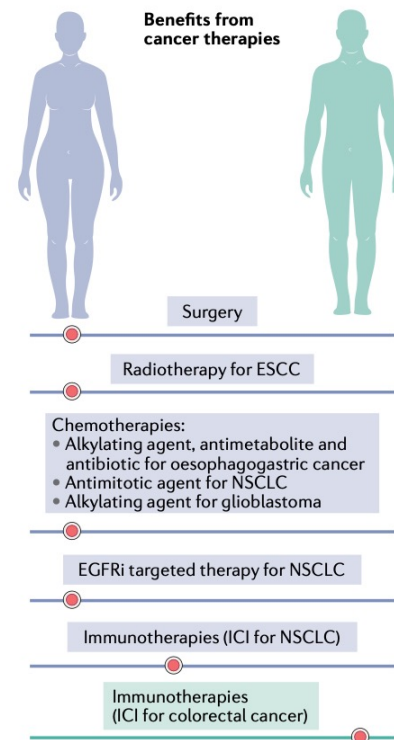 Benefits from
cancer therapies
Surgery
Radiotherapy for ESCC
Chemotherapies:
• Alkylating agent, antimetabolite and
antibiotic for oesophagogastric cancer
• Antimitotic agent for NSCLC
• Alkylating agent for glioblastoma
EGFRi targeted therapy for NSCLC
Immunotherapies (ICI for NSCLC)
Immunotherapies
(ICI for colorectal cancer)